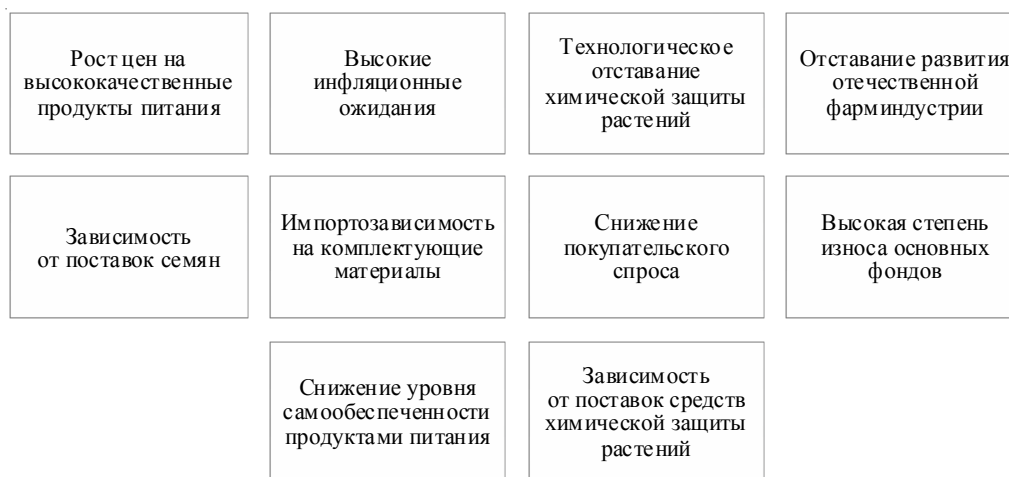 Рост цен на
высококачественные
продукты питания
Высокие
инфляционные
ожидания
Технологическое
отставание
химической защиты
растений
Отставание развития
отечественной
фарминдустрии
Зависимость
от поставок семян
Импортозависимость
на комплектующие
материалы
Снижение
покупательского
спроса
Высокая степень
износа основных
фондов
Снижение уровня
самообеспеченности
продуктами питания
Зависимость
от поставок средств
химической защиты
растений